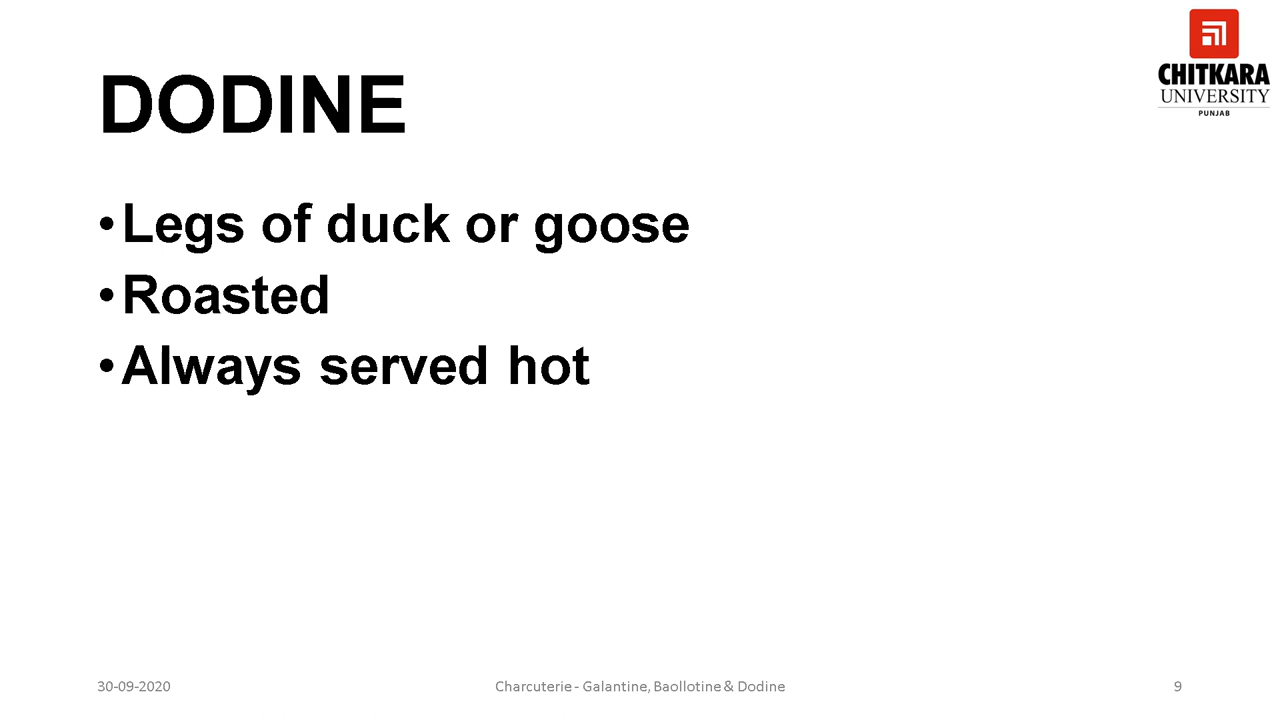 CHITKARA
UNIVERSITY
PUNJAB
DODINE
•Legs of duck or goose
•Roasted
•Always served hot
30-09-2020
Charcuterie - Galantine, Baollotine & Dodine
9